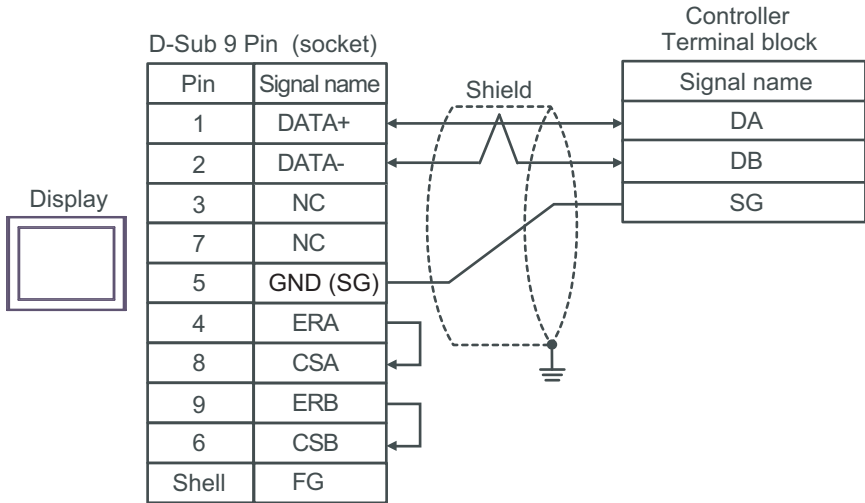 Controller
Terminal block
D-Sub 9 Pin (socket)
Pin Signal name
Shield
Signal name
1 DATA+
DA
2 DATA-
DB
Display
3 NC
SG
7 NC
5 GND (SG)
4 ERA
8 CSA
9 ERB
6 CSB
Shell FG